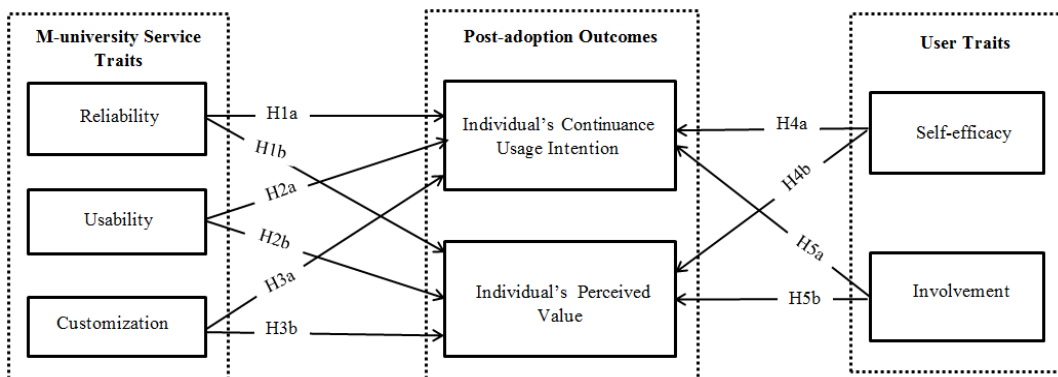 M-university Service
Traits
Reliability
Usability
Customization
H1a
H1b
H2a
H2b
H3a
H3b
Post-adoption Outcomes
Individual’s Continuance
Usage Intention
Individual’s Perceived
Value
H4a
H4b
H5a
H5b
User Traits
Self-efficacy
Involvement